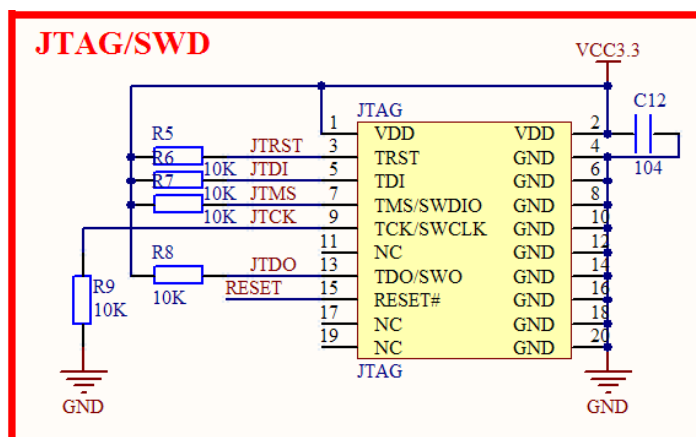 JTAG/SWD
VCC3.3
C12
104
JTAG
1 VDD VDD 2
R5 JTRST 3 TRST GND 4
R6 10K JTDI 5 TDI GND 6
R7 10K JTMS 7 TMS/SWDIO GND 8
10K JTCK 9 TCK/SWCLK GND 10
11 NC GND 12
R8 JTDO 13 TDO/SWO GND 14
10K RESET 15 RESET# GND 16
17 NC GND 18
19 NC GND 20
JTAG
R9
10K
GND
GND